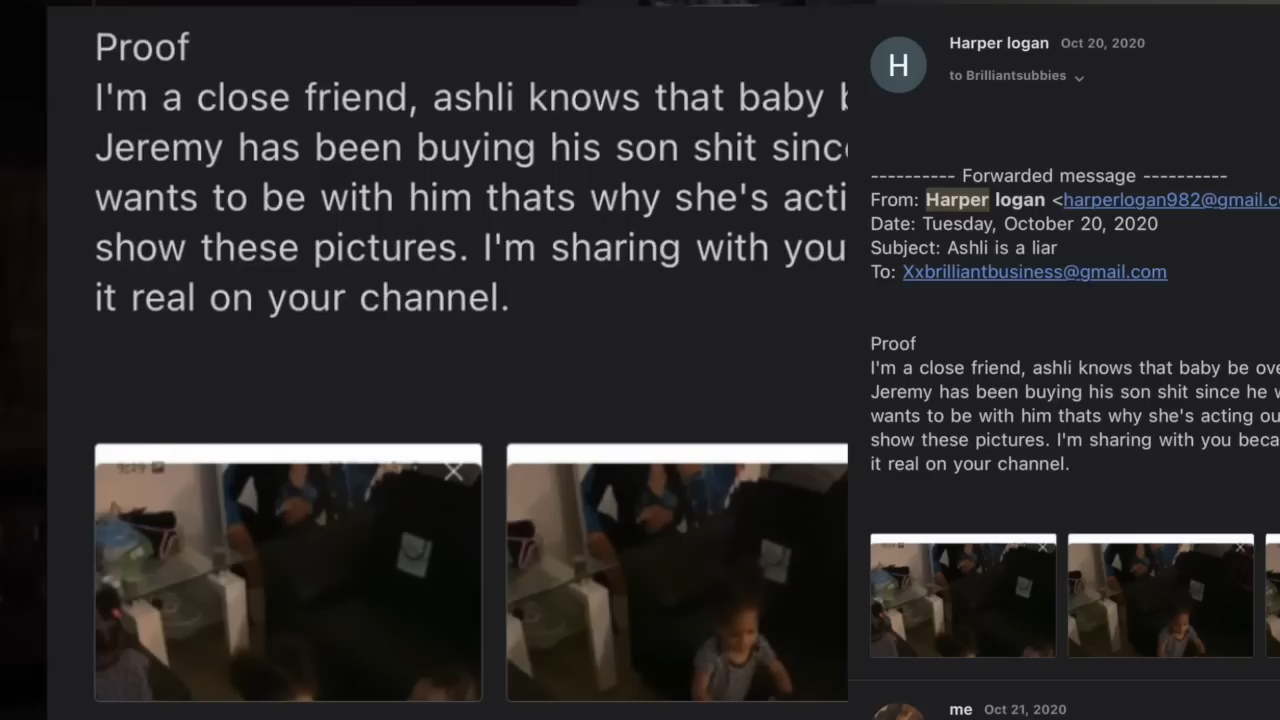 Proof
I'm a close friend, ashli knows that baby
Jeremy has been buying his son shit
wants to be with him thats why she's
show these pictures. I'm sharing with you
it real on your channel.
H
Harper logan Oct 20, 2020
to Brilliantsubbies
---------- Forwarded message ----------
From: Harper logan <harperlogan982@gmail.
Date: Tuesday, October 20, 2020
Subject: Ashli is a liar
To: Xxbrilliantbusiness@gmail.com
Proof
I'm a close friend, ashli knows that baby be
Jeremy has been buying his son shit since he
wants to be with him thats why she's acting
show these pictures. I'm sharing with you
it real on your channel.
me Oct 21, 2020